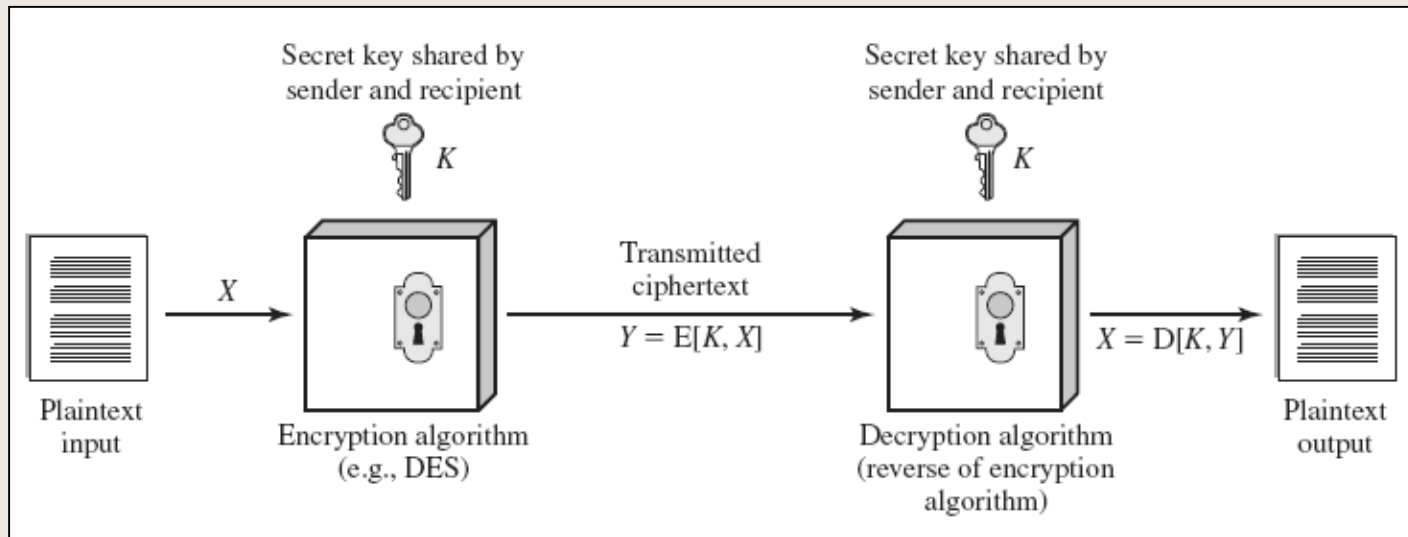 Secret key shared by
sender and recipient
K
Secret key shared by
sender and recipient
K
X
Transmitted
ciphertext
Y = E[K, X]
X = D[K, Y]
Plaintext
input
Encryption algorithm
(e.g., DES)
Decryption algorithm
(reverse of encryption
algorithm)
Plaintext
output